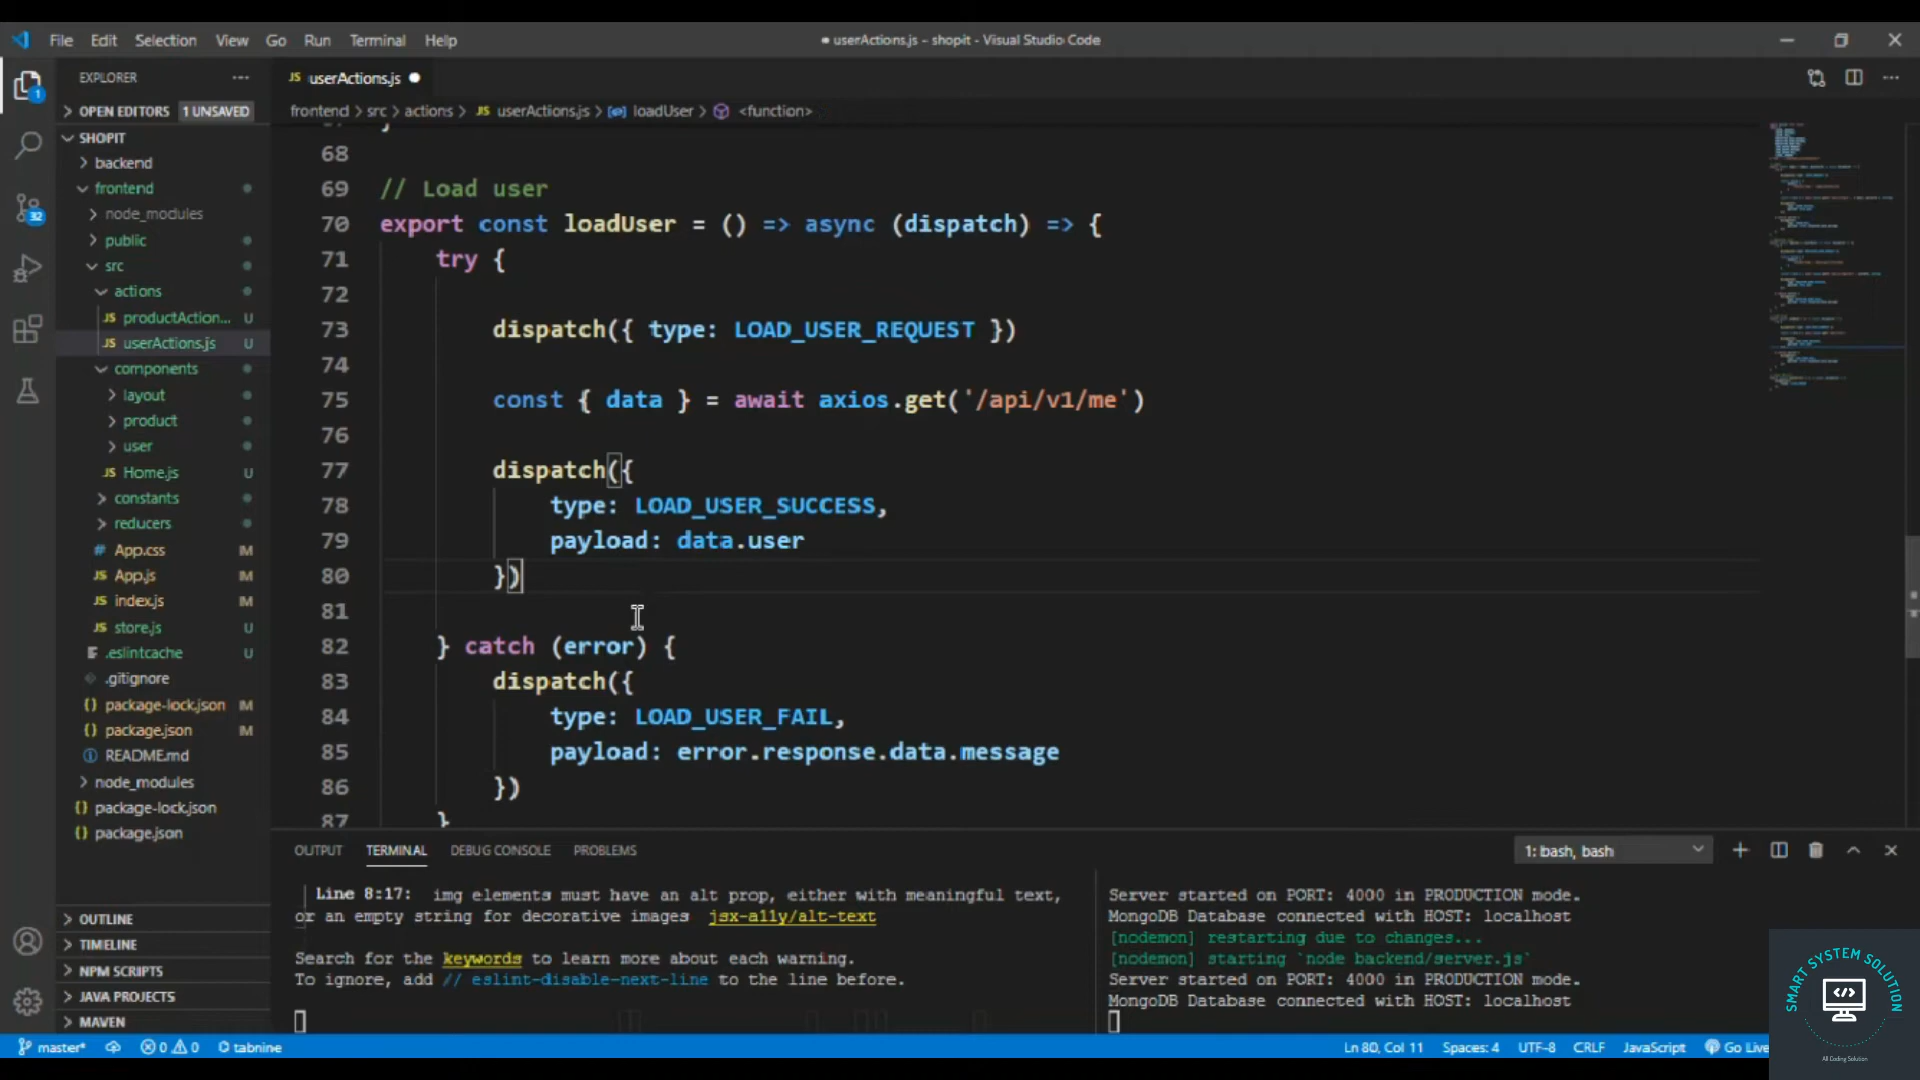 File Edit Selection View Go Run Terminal Help
● userActions.js - shopit - Visual Studio Code
EXPLORER
OPEN EDITORS 1 UNSAVED
SHOPIT
backend
frontend
node_modules
public
src
actions
JS productAction... U
JS userActions.js U
components
layout
product
user
JS Home.js U
constants
reducers
# App.css M
JS App.js M
JS index.js M
JS store.js U
.eslintcache U
.gitignore
{} package-lock.json M
{} package.json M
README.md
node_modules
{} package-lock.json
{} package.json
OUTLINE
TIMELINE
NPM SCRIPTS
JAVA PROJECTS
MAVEN
JS userActions.js ●
frontend > src > actions > JS userActions.js > loadUser > <function>
68
69 // Load user
70 export const loadUser = () => async (dispatch) => {
71 try {
72
73 dispatch({ type: LOAD_USER_REQUEST })
74
75 const { data } = await axios.get('/api/v1/me')
76
77 dispatch({
78 type: LOAD_USER_SUCCESS,
79 payload: data.user
80 })
81
82 } catch (error) {
83 dispatch({
84 type: LOAD_USER_FAIL,
85 payload: error.response.data.message
86 })
87 }
OUTPUT TERMINAL DEBUG CONSOLE PROBLEMS
1: bash, bash
Line 8:17: img elements must have an alt prop, either with meaningful text,
or an empty string for decorative images jsx-a11y/alt-text
Search for the keywords to learn more about each warning.
To ignore, add // eslint-disable-next-line to the line before.
Server started on PORT: 4000 in PRODUCTION mode.
MongoDB Database connected with HOST: localhost
[nodemon] restarting due to changes...
[nodemon] starting `node backend/server.js`
Server started on PORT: 4000 in PRODUCTION mode.
MongoDB Database connected with HOST: localhost
master* 0 0 tabnine
Ln 80, Col 11 Spaces: 4 UTF-8 CRLF JavaScript Go Live
SMART SYSTEM SOLUTION
All Coding Solution
1
32